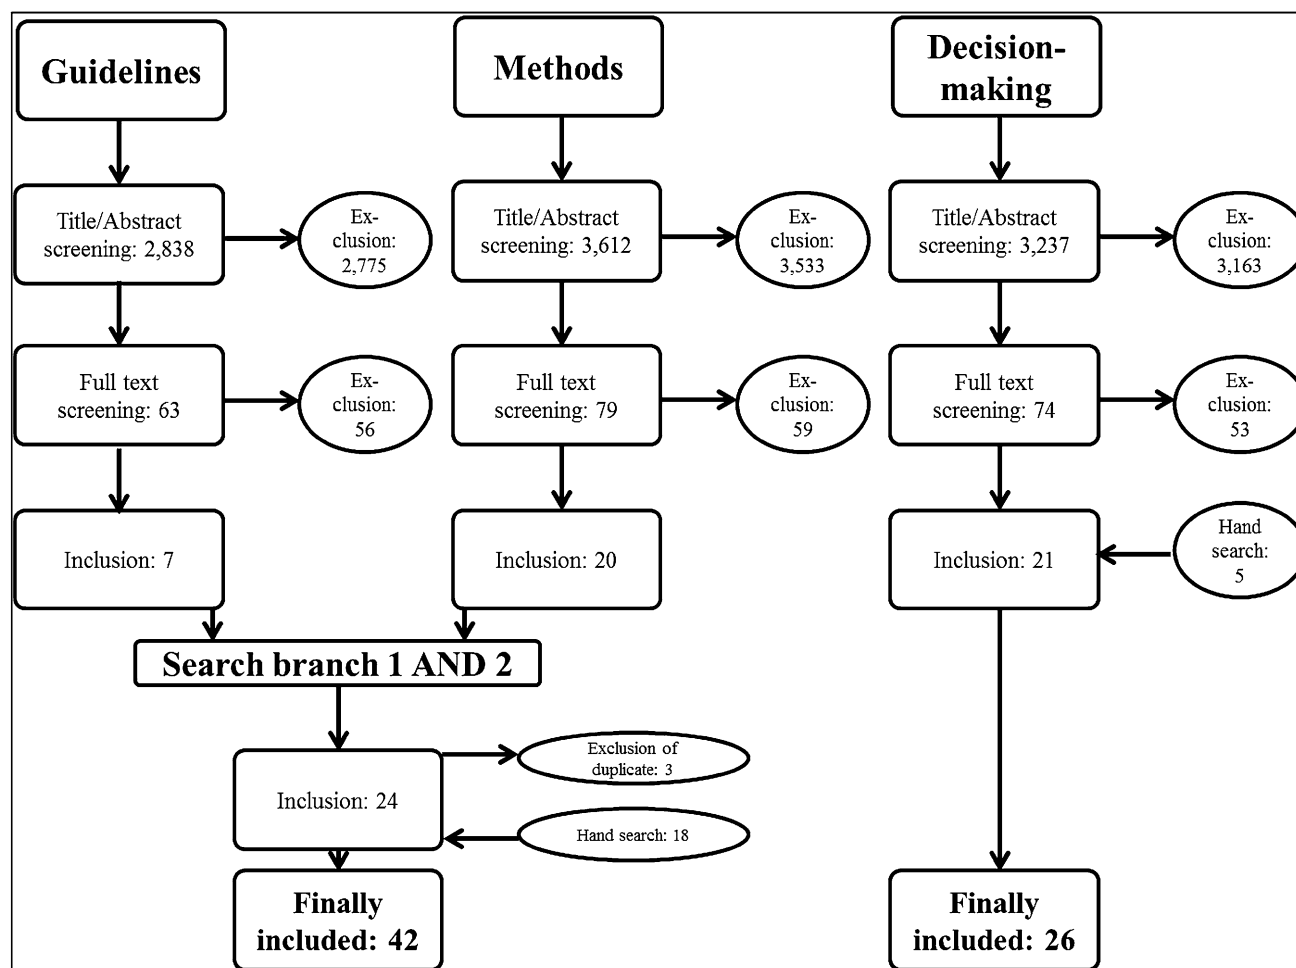 Guidelines
Methods
Decision-
making
Title/Abstract
screening: 2,838
Ex-
clusion:
2,775
Title/Abstract
screening: 3,612
Ex-
clusion:
3,533
Title/Abstract
screening: 3,237
Ex-
clusion:
3,163
Full text
screening: 63
Ex-
clusion:
56
Full text
screening: 79
Ex-
clusion:
59
Full text
screening: 74
Ex-
clusion:
53
Inclusion: 7
Inclusion: 20
Inclusion: 21
Hand
search:
5
Search branch 1 AND 2
Inclusion: 24
Exclusion of
duplicate: 3
Hand search: 18
Finally
included: 42
Finally
included: 26